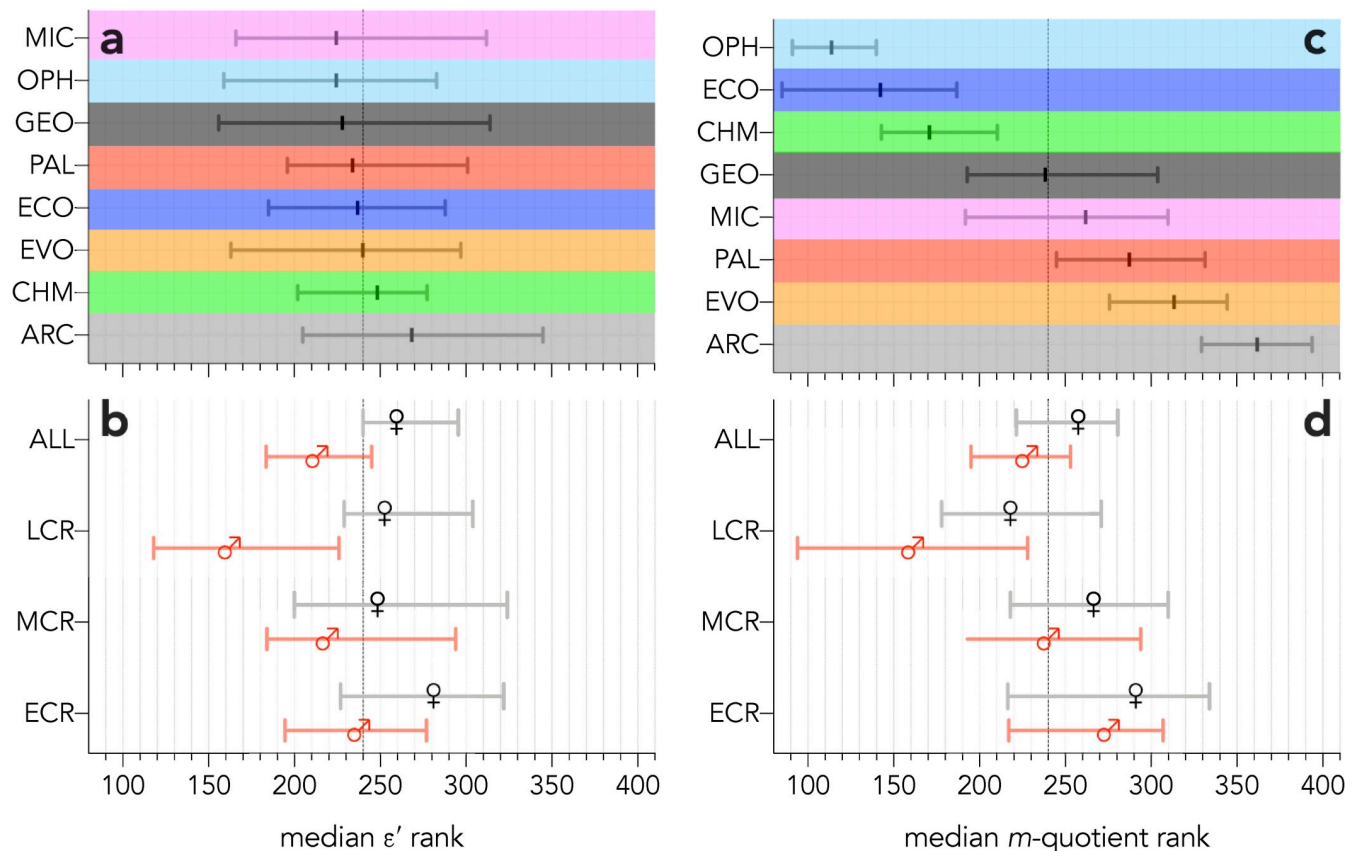 a
MIC
OPH
GEO
PAL
ECO
EVO
CHM
ARC
b
ALL
LCR
MCR
ECR
100 150 200 250 300 350 400
median ε′ rank
c
OPH
ECO
CHM
GEO
MIC
PAL
EVO
ARC
d
ALL
LCR
MCR
ECR
100 150 200 250 300 350 400
median m-quotient rank